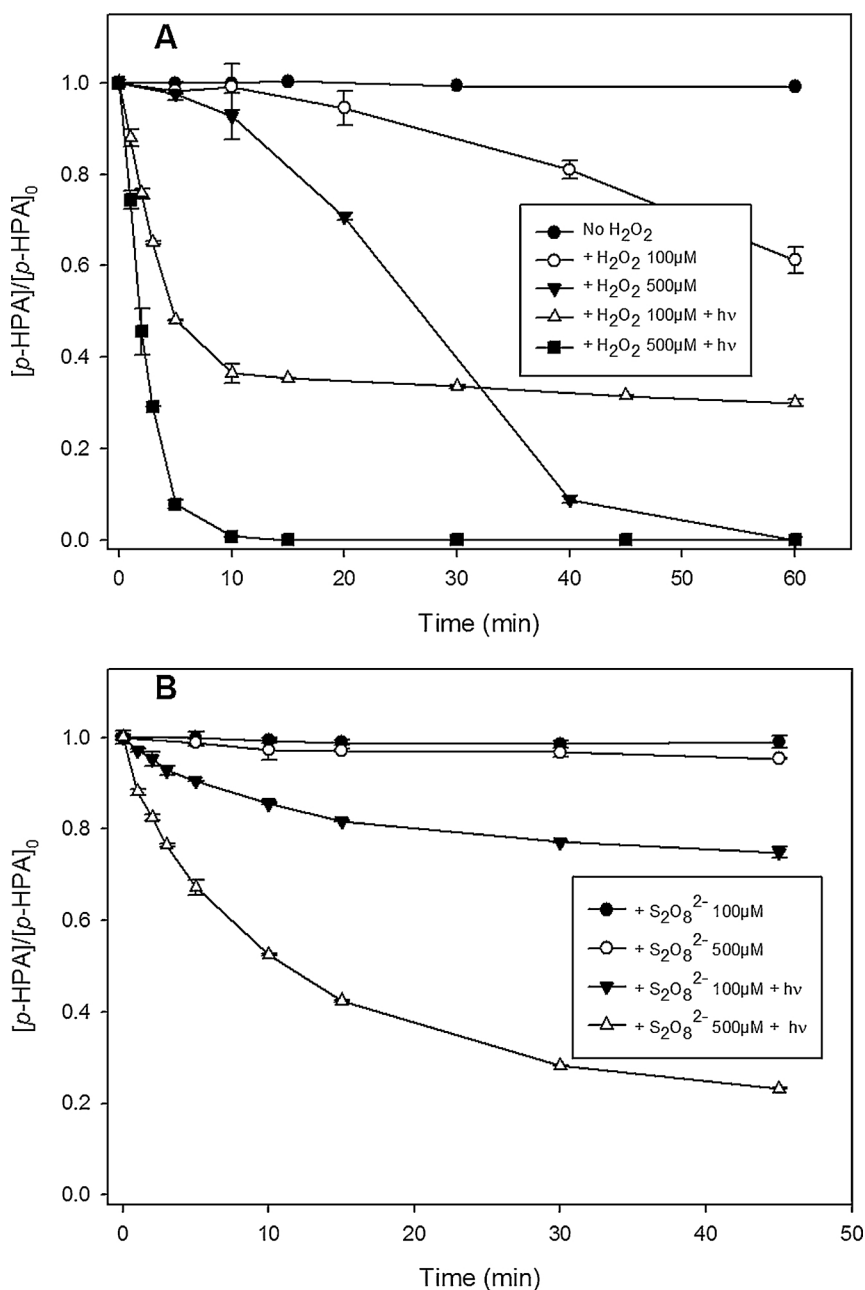 A
[p-HPA]/[p-HPA]₀
1.0
0.8
0.6
0.4
0.2
0.0
No H₂O₂
+ H₂O₂ 100µM
+ H₂O₂ 500µM
+ H₂O₂ 100µM + hν
+ H₂O₂ 500µM + hν
0 10 20 30 40 50 60
Time (min)
B
[p-HPA]/[p-HPA]₀
1.0
0.8
0.6
0.4
0.2
0.0
+ S₂O₈²⁻ 100µM
+ S₂O₈²⁻ 500µM
+ S₂O₈²⁻ 100µM + hν
+ S₂O₈²⁻ 500µM + hν
0 10 20 30 40 50
Time (min)